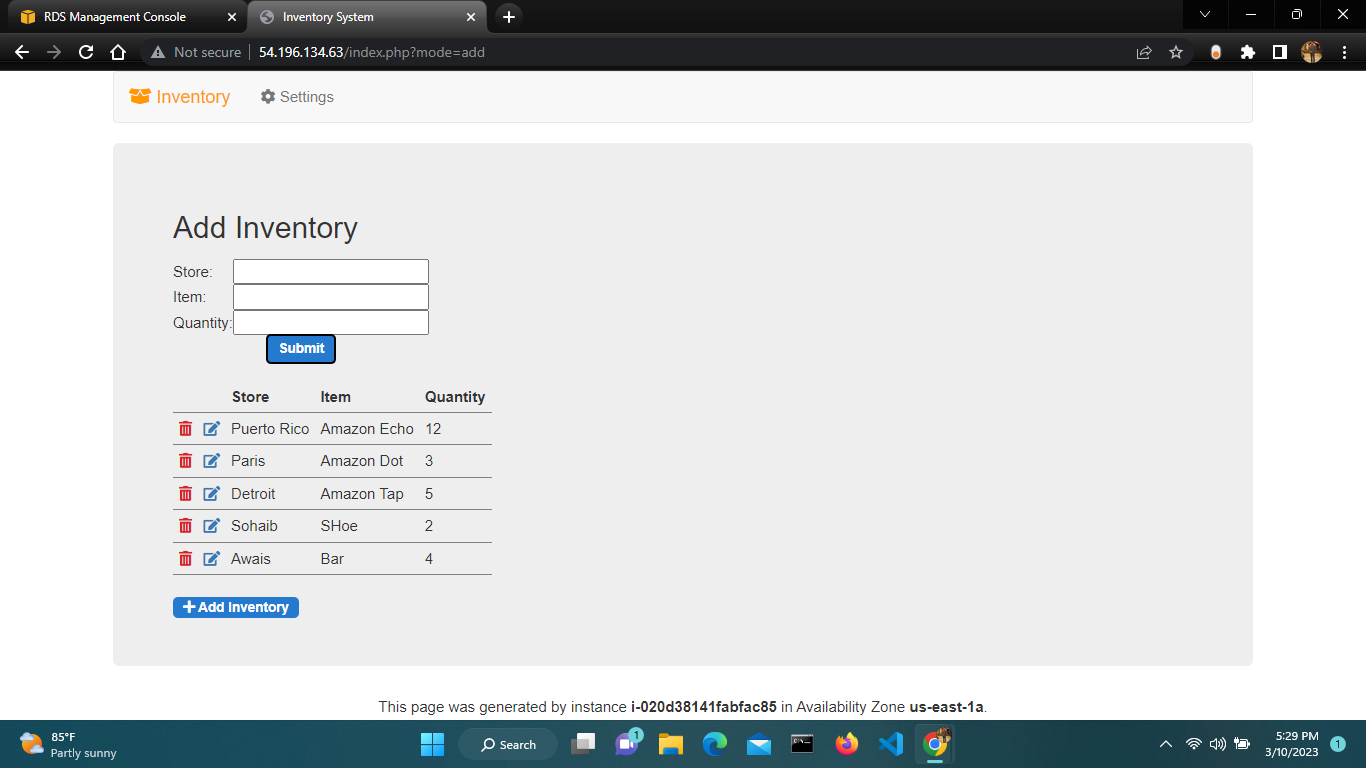 RDS Management Console
Inventory System
Not secure 54.196.134.63/index.php?mode=add
Inventory Settings
Add Inventory
Store:
Item:
Quantity:
Submit
Store Item Quantity
Puerto Rico Amazon Echo 12
Paris Amazon Dot 3
Detroit Amazon Tap 5
Sohaib SHoe 2
Awais Bar 4
Add Inventory
This page was generated by instance i-020d38141fabfac85 in Availability Zone us-east-1a.
85°F
Partly sunny
Search
1
5:29 PM
3/10/2023
1